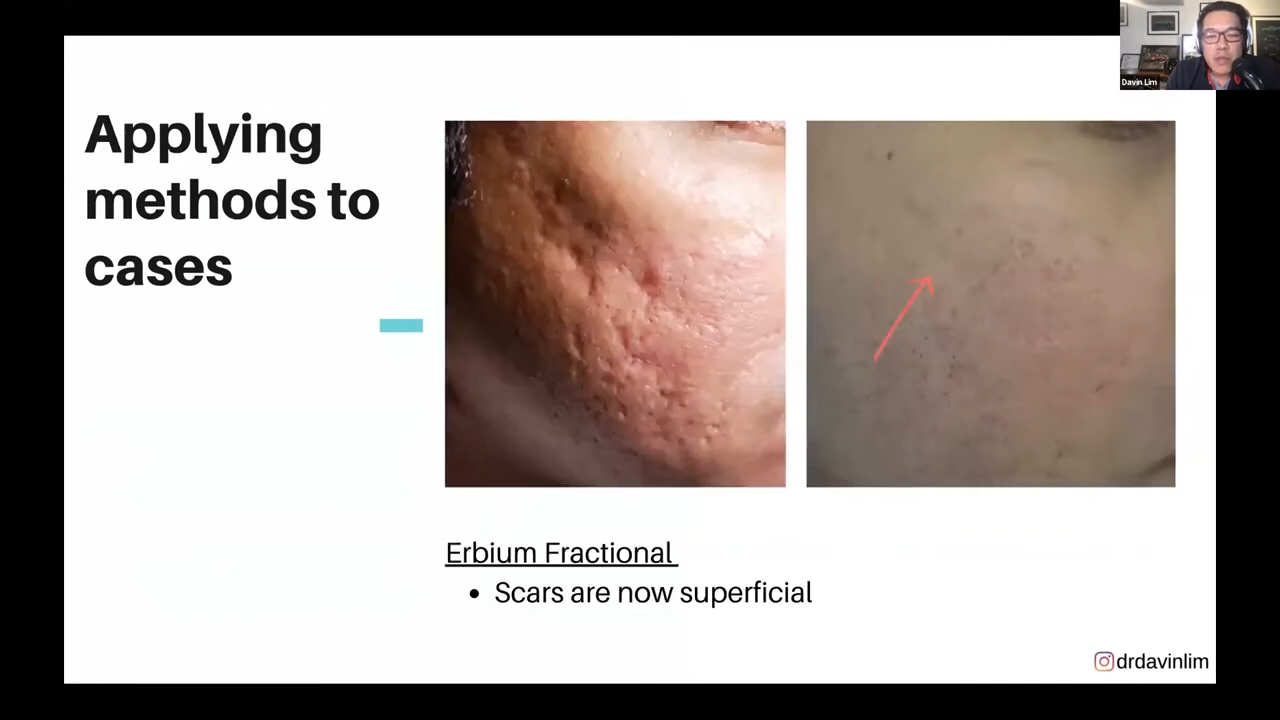 Davin Lim
Applying
methods to
cases
Erbium Fractional
• Scars are now superficial
drdavinlim